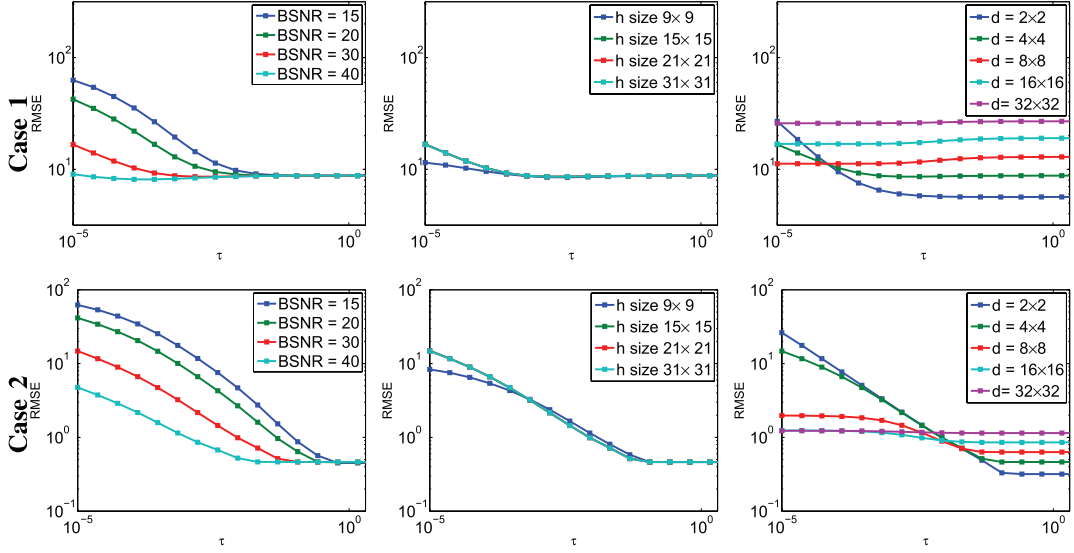 Case 1
RMSE
10^2
10^1
10^-5
10^0
τ
BSNR = 15
BSNR = 20
BSNR = 30
BSNR = 40
RMSE
10^2
10^1
10^-5
10^0
τ
h size 9× 9
h size 15× 15
h size 21× 21
h size 31× 31
RMSE
10^2
10^1
10^-5
10^0
τ
d = 2×2
d = 4×4
d = 8×8
d = 16×16
d= 32×32
Case 2
RMSE
10^2
10^1
10^0
10^-1
10^-5
10^0
τ
BSNR = 15
BSNR = 20
BSNR = 30
BSNR = 40
RMSE
10^2
10^1
10^0
10^-1
10^-5
10^0
τ
h size 9× 9
h size 15× 15
h size 21× 21
h size 31× 31
RMSE
10^2
10^1
10^0
10^-1
10^-5
10^0
τ
d = 2×2
d = 4×4
d = 8×8
d = 16×16
d= 32×32